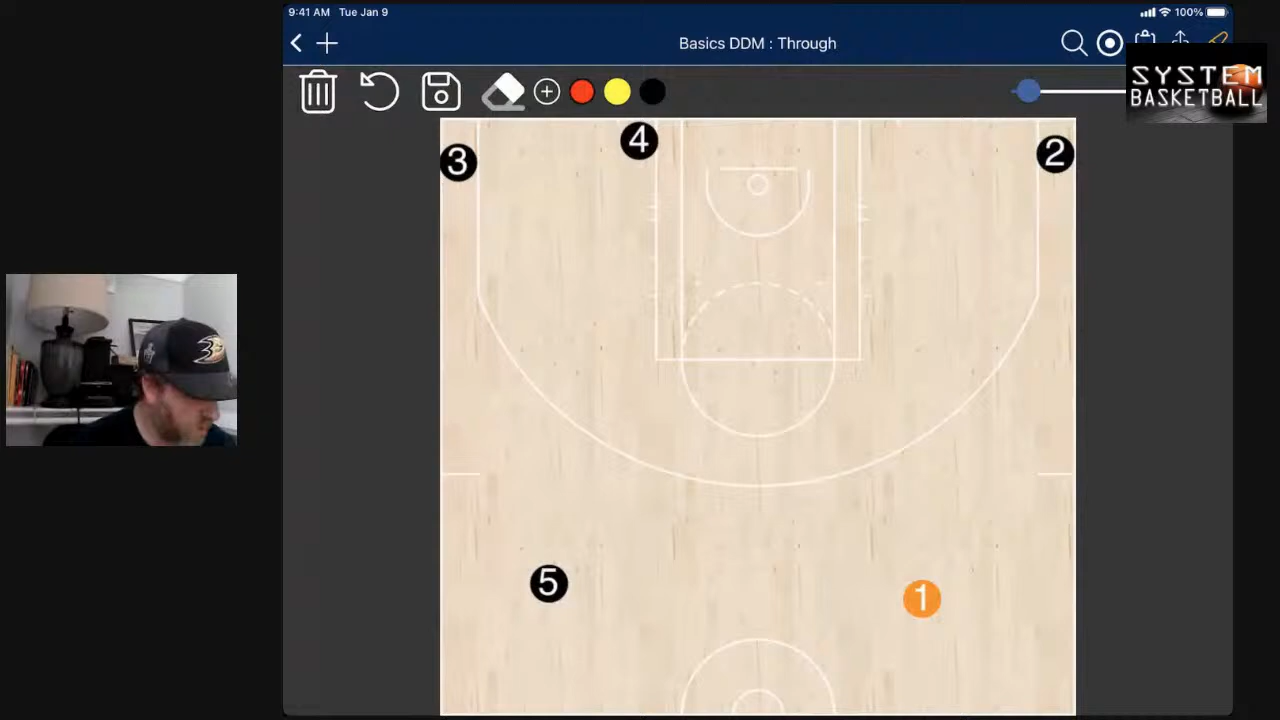 9:41 AM Tue Jan 9
100%
Basics DDM : Through
SYSTEM
BASKETBALL
4
3
2
5
1